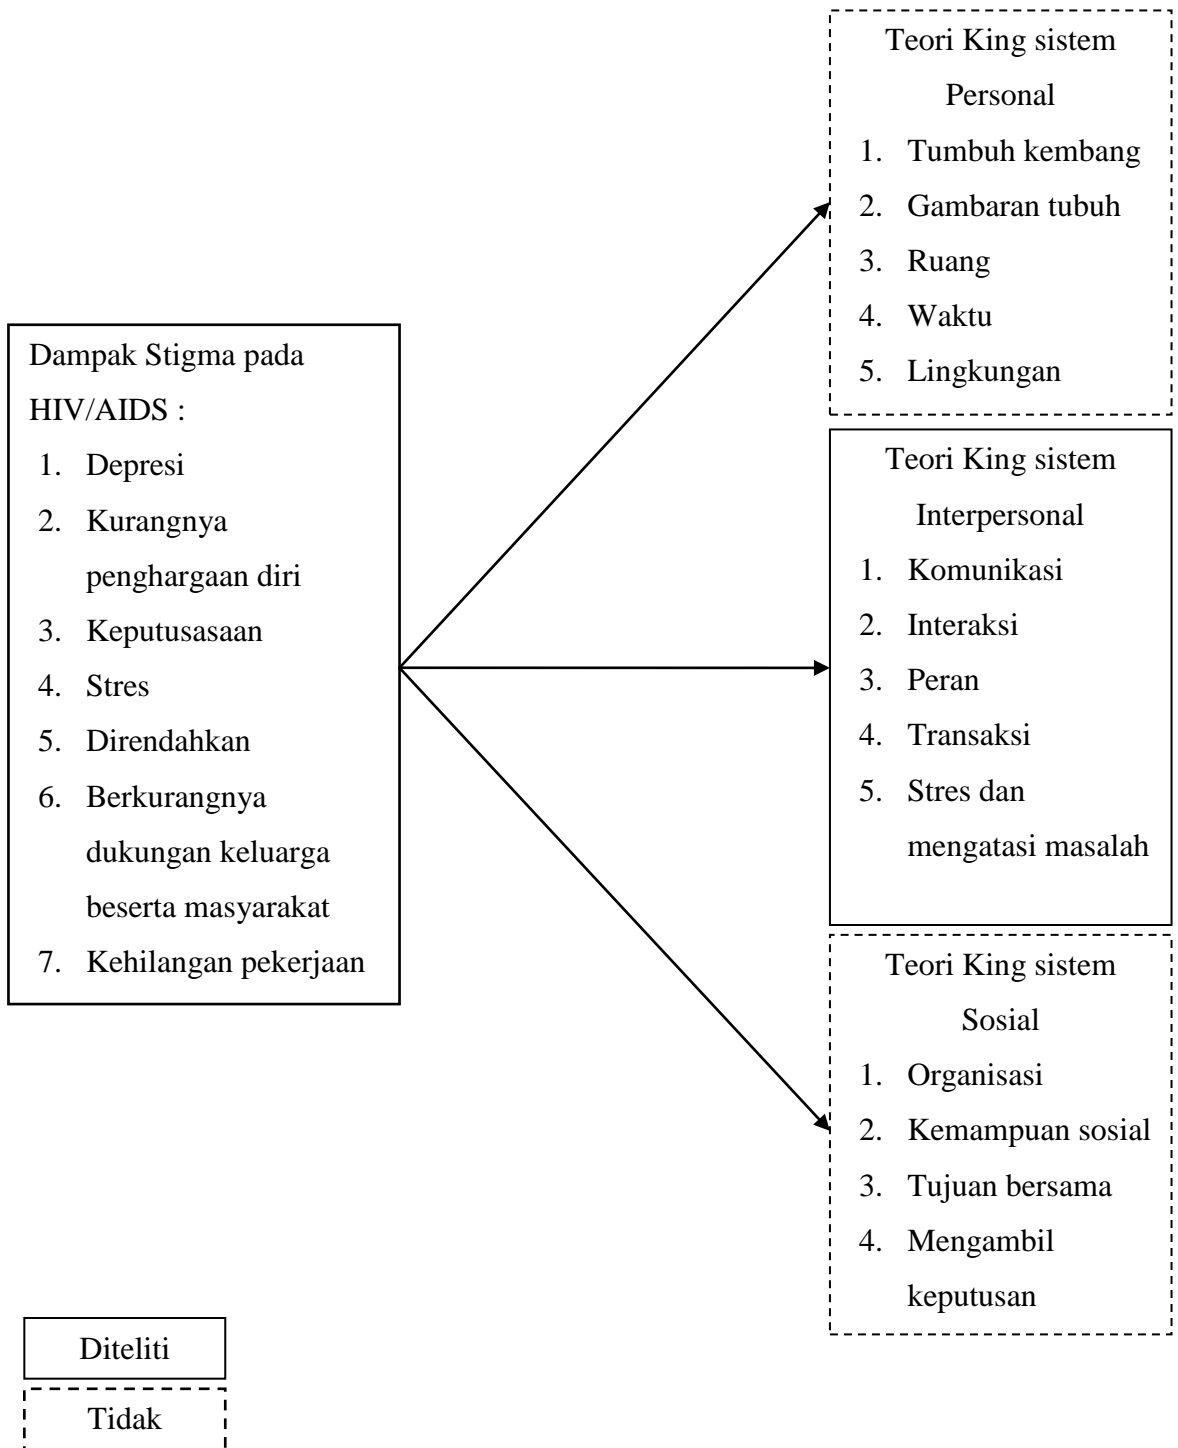 Dampak Stigma pada
HIV/AIDS :
1. Depresi
2. Kurangnya
penghargaan diri
3. Keputusasaan
4. Stres
5. Direndahkan
6. Berkurangnya
dukungan keluarga
beserta masyarakat
7. Kehilangan pekerjaan
Teori King sistem
Personal
1. Tumbuh kembang
2. Gambaran tubuh
3. Ruang
4. Waktu
5. Lingkungan
Teori King sistem
Interpersonal
1. Komunikasi
2. Interaksi
3. Peran
4. Transaksi
5. Stres dan
mengatasi masalah
Teori King sistem
Sosial
1. Organisasi
2. Kemampuan sosial
3. Tujuan bersama
4. Mengambil
keputusan
Diteliti
Tidak